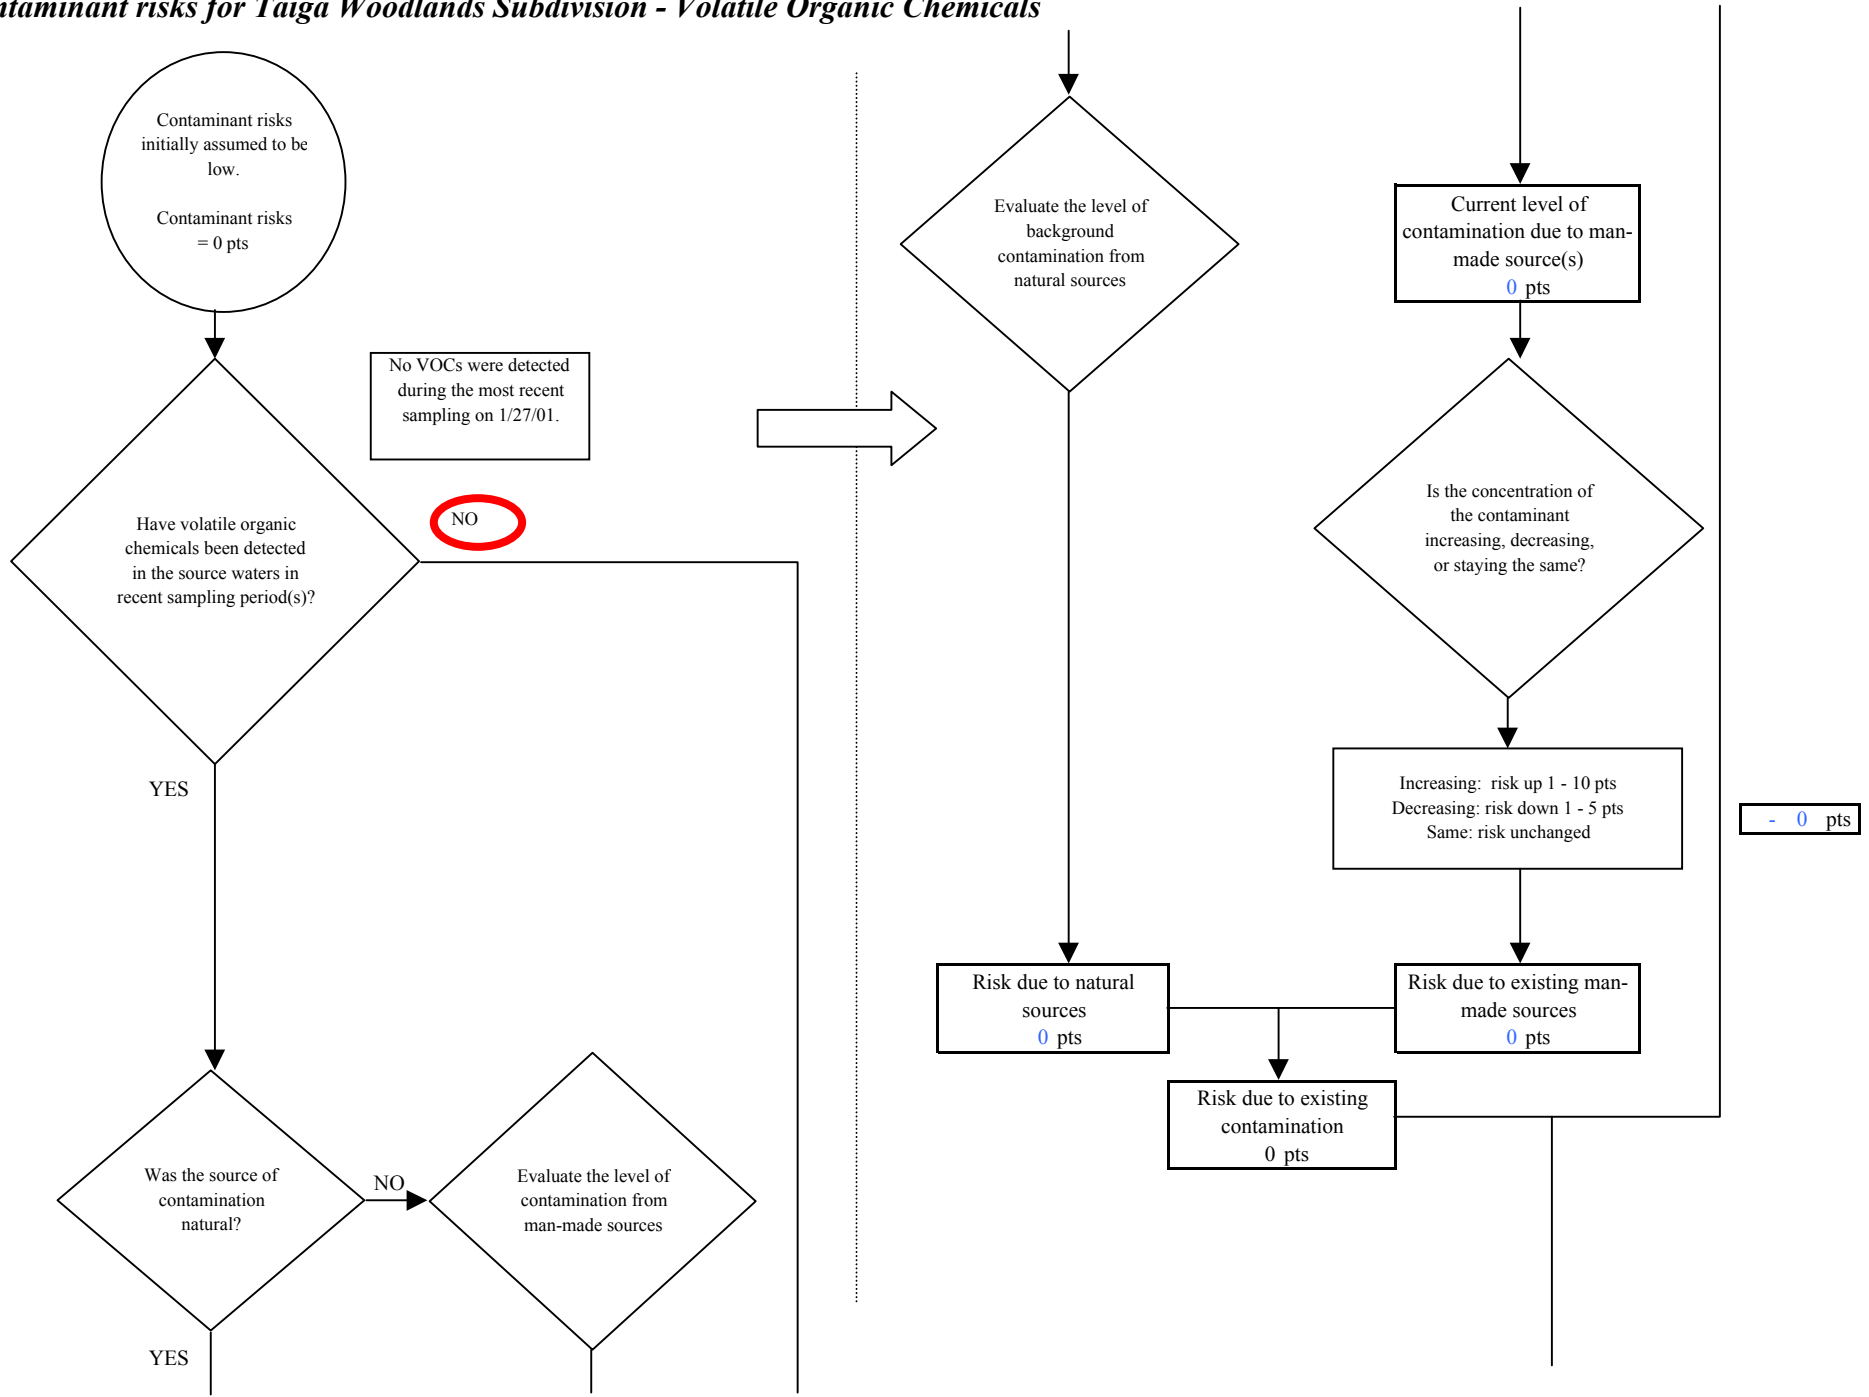 ntaminant risks for Taiga Woodlands Subdivision - Volatile Organic Chemicals
Contaminant risks
initially assumed to be
low.
Contaminant risks
= 0 pts
No VOCs were detected
during the most recent
sampling on 1/27/01.
NO
Have volatile organic
chemicals been detected
in the source waters in
recent sampling period(s)?
YES
Was the source of
contamination
natural?
NO
Evaluate the level of
contamination from
man-made sources
YES
Evaluate the level of
background
contamination from
natural sources
Current level of
contamination due to man-
made source(s)
0 pts
Is the concentration of
the contaminant
increasing, decreasing,
or staying the same?
Increasing: risk up 1 - 10 pts
Decreasing: risk down 1 - 5 pts
Same: risk unchanged
- 0 pts
Risk due to natural
sources
0 pts
Risk due to existing man-
made sources
0 pts
Risk due to existing
contamination
0 pts